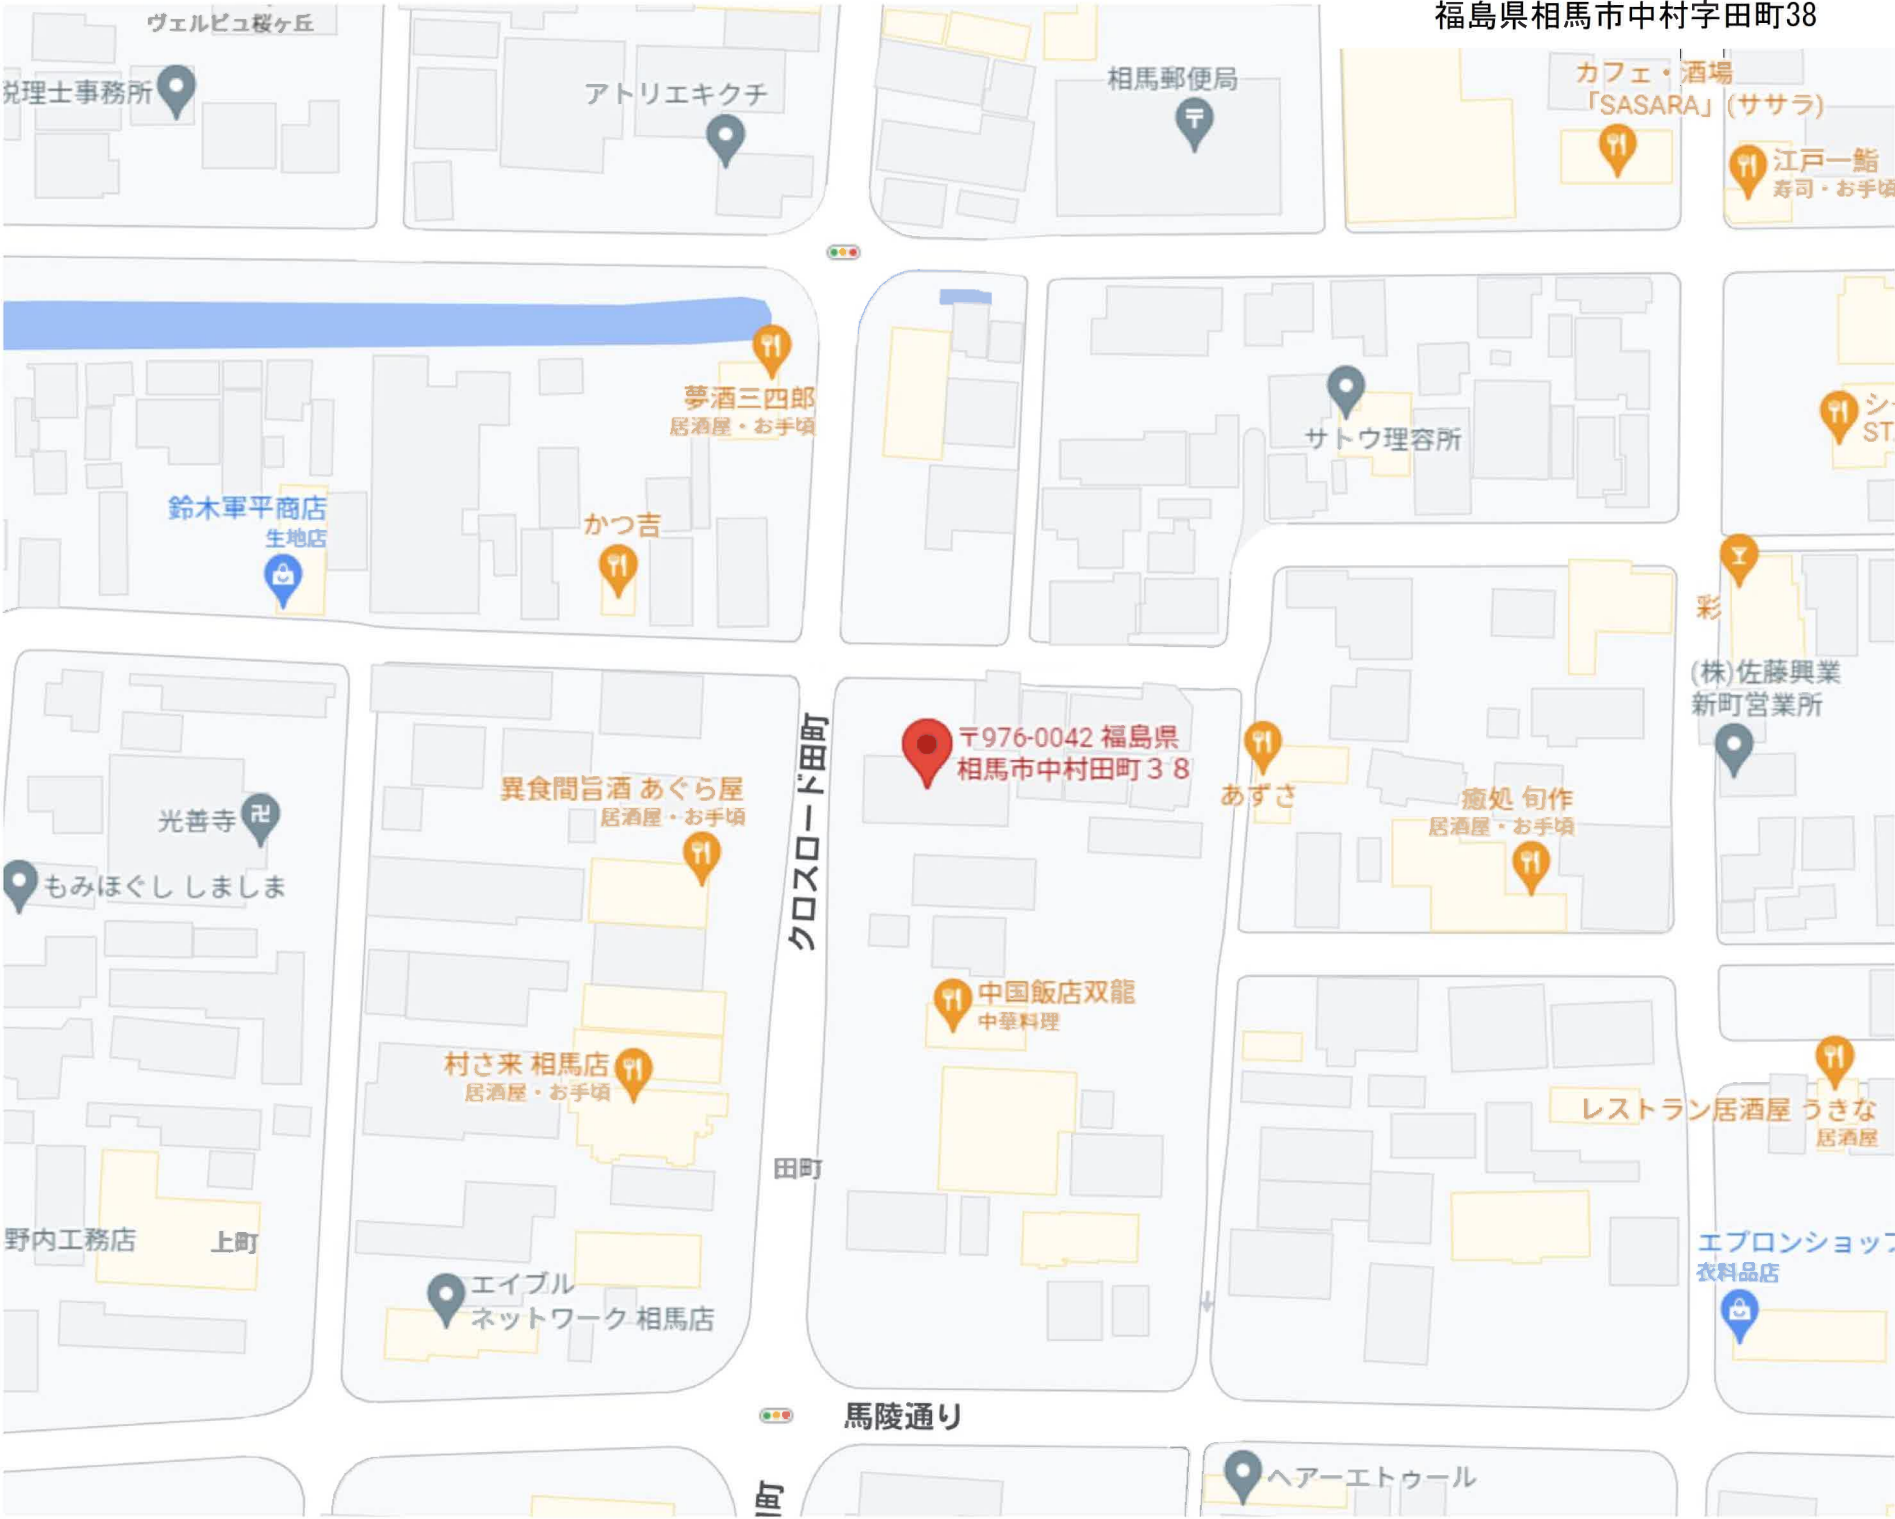 福島県相馬市中村字田町38
ヴェルビュ桜ヶ丘
税理士事務所
アトリエキクチ
相馬郵便局
カフェ・酒場
「SASARA」(ササラ)
江戸一鮨
寿司・お手頃
夢酒三四郎
居酒屋・お手頃
サトウ理容所
シ
ST
鈴木軍平商店
生地店
かつ吉
彩
(株)佐藤興業
新町営業所
クロスロード田町
〒976-0042 福島県
相馬市中村田町38
あずさ
異食間旨酒 あぐら屋
居酒屋・お手頃
癒処 旬作
居酒屋・お手頃
光善寺
もみほぐし しましま
中国飯店双龍
中華料理
村さ来 相馬店
居酒屋・お手頃
レストラン居酒屋 うきな
居酒屋
田町
野内工務店
上町
エプロンショップ
衣料品店
エイブル
ネットワーク 相馬店
馬陵通り
町
ヘアーエトゥール